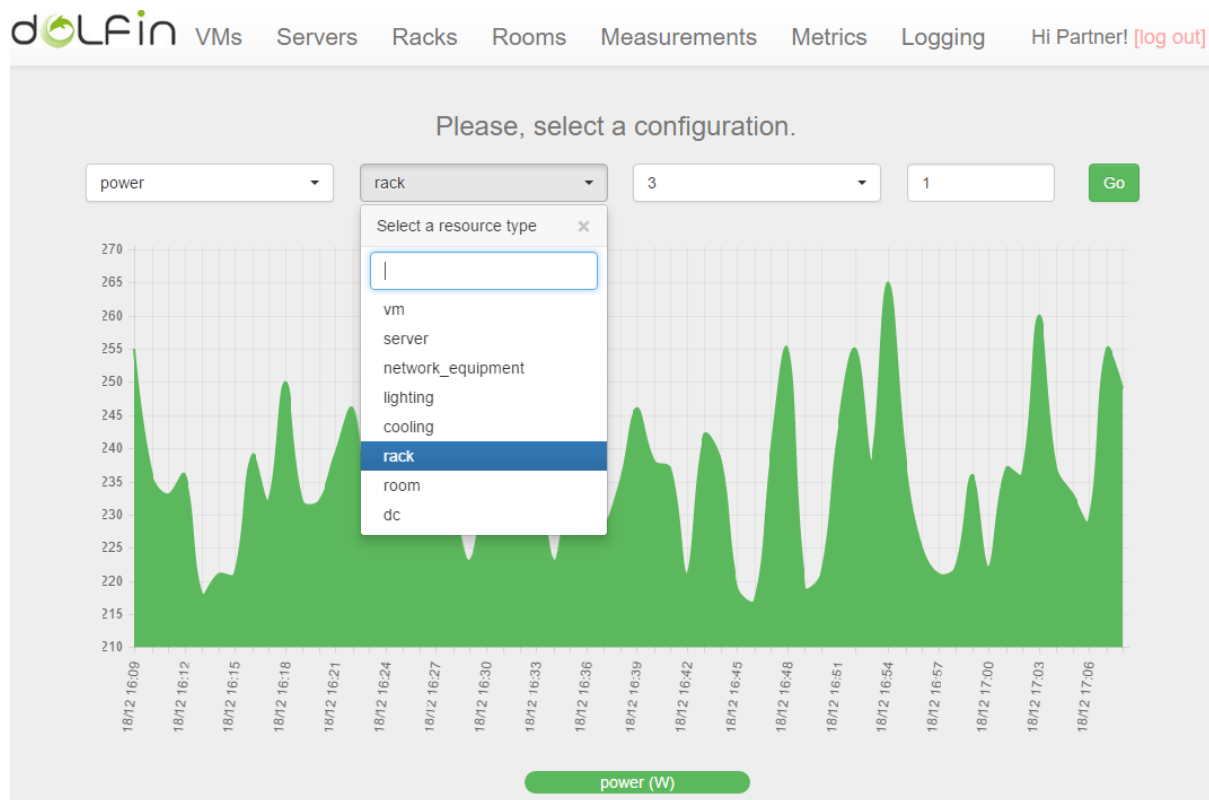 dolfin VMs Servers Racks Rooms Measurements Metrics Logging Hi Partner! [log out]
Please, select a configuration.
power rack 3 1 Go
Select a resource type ×
vm
server
network_equipment
lighting
cooling
rack
room
dc
270
265
260
255
250
245
240
235
230
225
220
215
210
18/12 16:09
18/12 16:12
18/12 16:15
18/12 16:18
18/12 16:21
18/12 16:24
18/12 16:27
18/12 16:30
18/12 16:33
18/12 16:36
18/12 16:39
18/12 16:42
18/12 16:45
18/12 16:48
18/12 16:51
18/12 16:54
18/12 16:57
18/12 17:00
18/12 17:03
18/12 17:06
power (W)